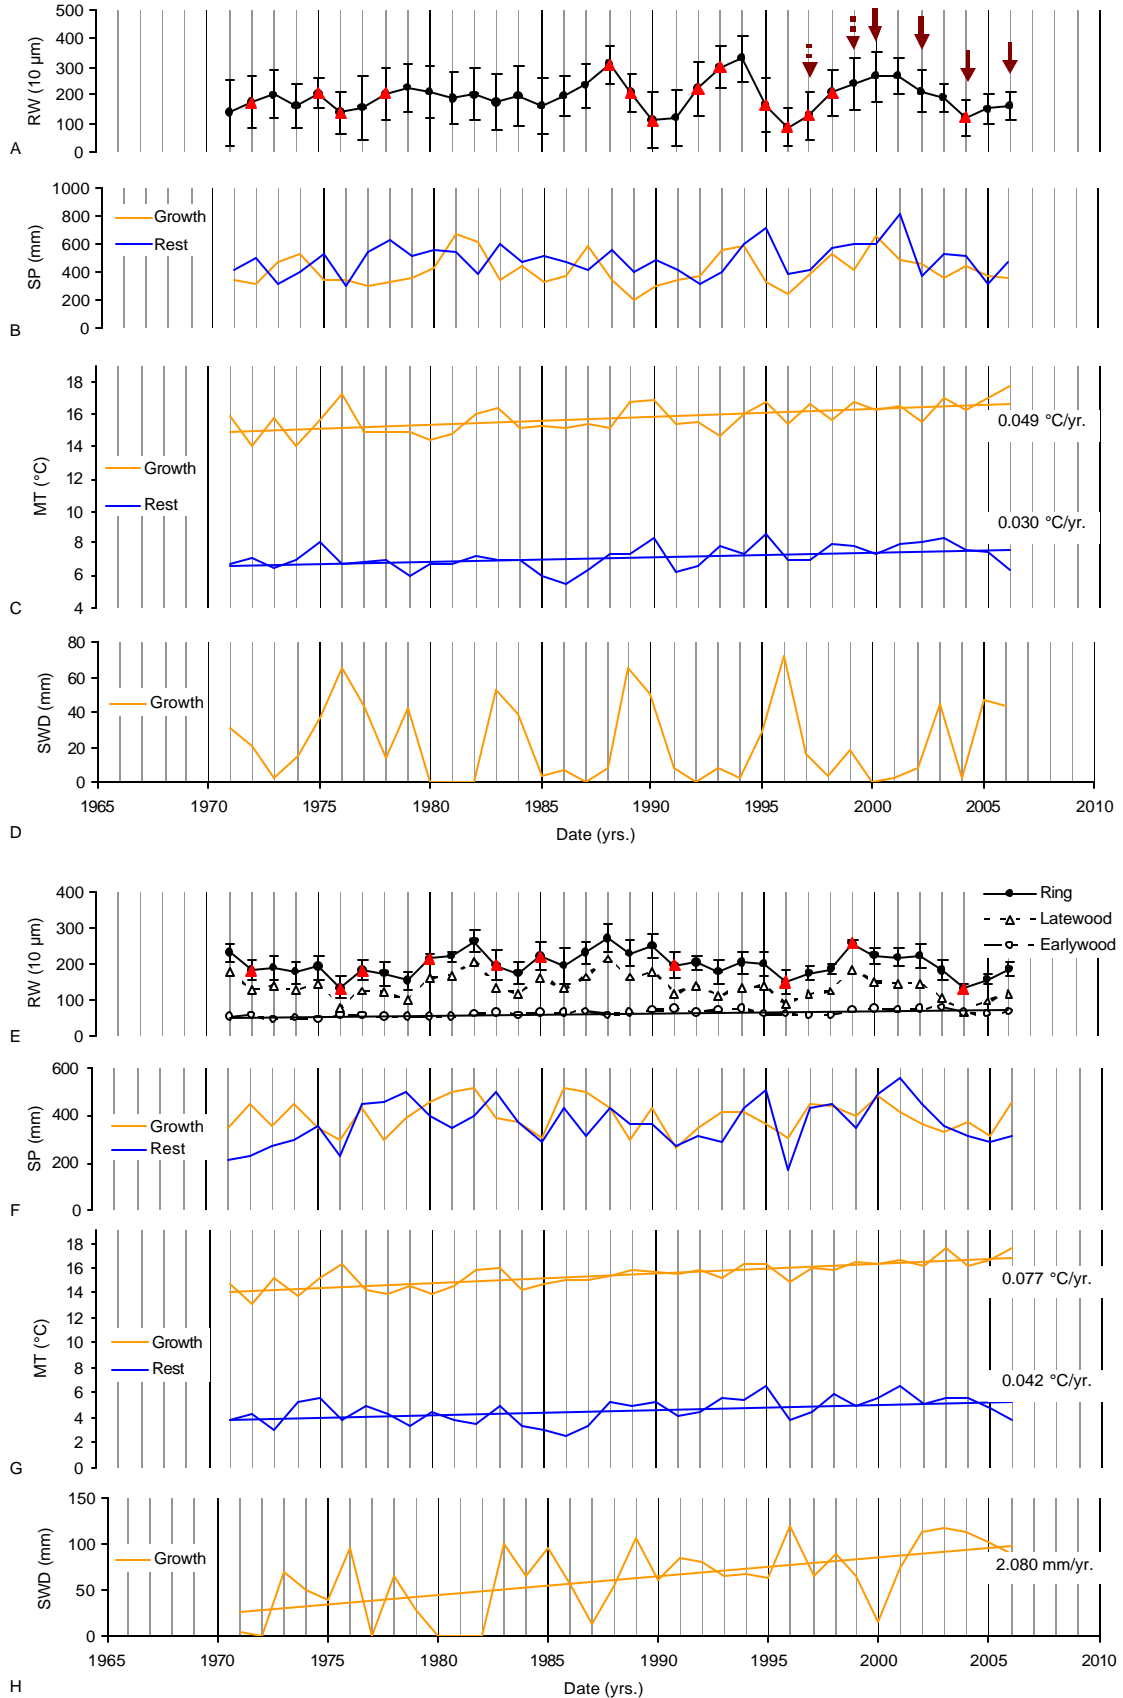 500
400
300
200
100
0
RW (10 µm)
A
1000
800
600
400
200
0
SP (mm)
Growth
Rest
B
18
16
14
12
10
8
6
4
MT (°C)
Growth
Rest
0.049 °C/yr.
0.030 °C/yr.
C
80
60
40
20
0
SWD (mm)
Growth
1965
1970
1975
1980
1985
1990
1995
2000
2005
2010
Date (yrs.)
D
400
300
200
100
0
RW (10 µm)
Ring
Latewood
Earlywood
E
600
400
200
0
SP (mm)
Growth
Rest
F
18
16
14
12
10
8
6
4
2
0
MT (°C)
Growth
Rest
0.077 °C/yr.
0.042 °C/yr.
G
150
100
50
0
SWD (mm)
Growth
2.080 mm/yr.
1965
1970
1975
1980
1985
1990
1995
2000
2005
2010
Date (yrs.)
H